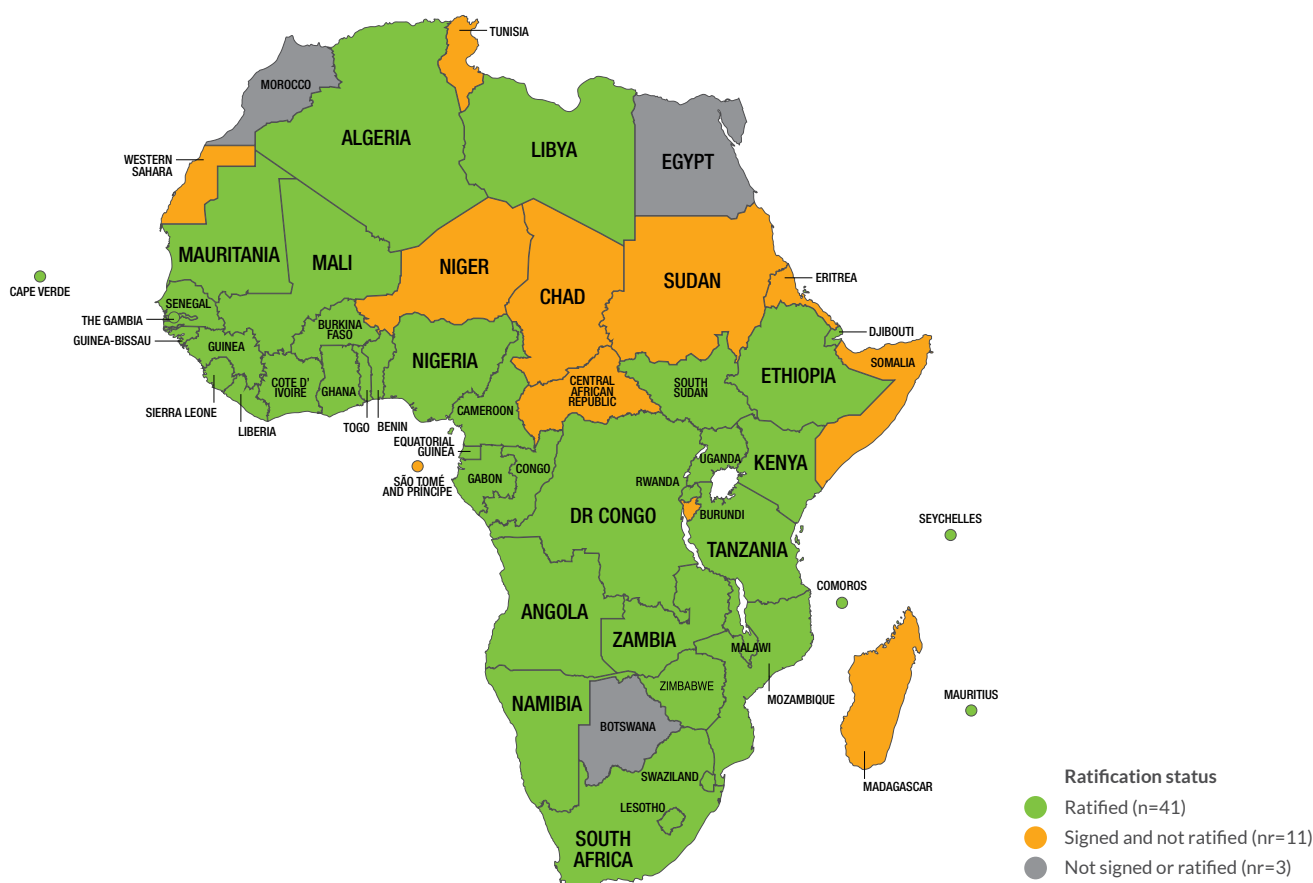 TUNISIA
MOROCCO
ALGERIA
LIBYA
EGYPT
WESTERN
SAHARA
MAURITANIA
MALI
NIGER
CHAD
SUDAN
ERITREA
CAPE VERDE
SENEGAL
THE GAMBIA
GUINEA-BISSAU
GUINEA
BURKINA
FASO
NIGERIA
DJIBOUTI
SOMALIA
ETHIOPIA
SOUTH
SUDAN
CENTRAL
AFRICAN
REPUBLIC
COTE D'
IVOIRE
GHANA
SIERRA LEONE
LIBERIA
TOGO
BENIN
CAMEROON
EQUATORIAL
GUINEA
SÃO TOMÉ
AND PRÍNCIPE
GABON
CONGO
UGANDA
KENYA
RWANDA
BURUNDI
DR CONGO
TANZANIA
SEYCHELLES
COMOROS
ANGOLA
ZAMBIA
MALAWI
MOZAMBIQUE
MAURITIUS
ZIMBABWE
NAMIBIA
BOTSWANA
SWAZILAND
MADAGASCAR
LESOTHO
SOUTH
AFRICA
Ratification status
Ratified (n=41)
Signed and not ratified (nr=11)
Not signed or ratified (nr=3)